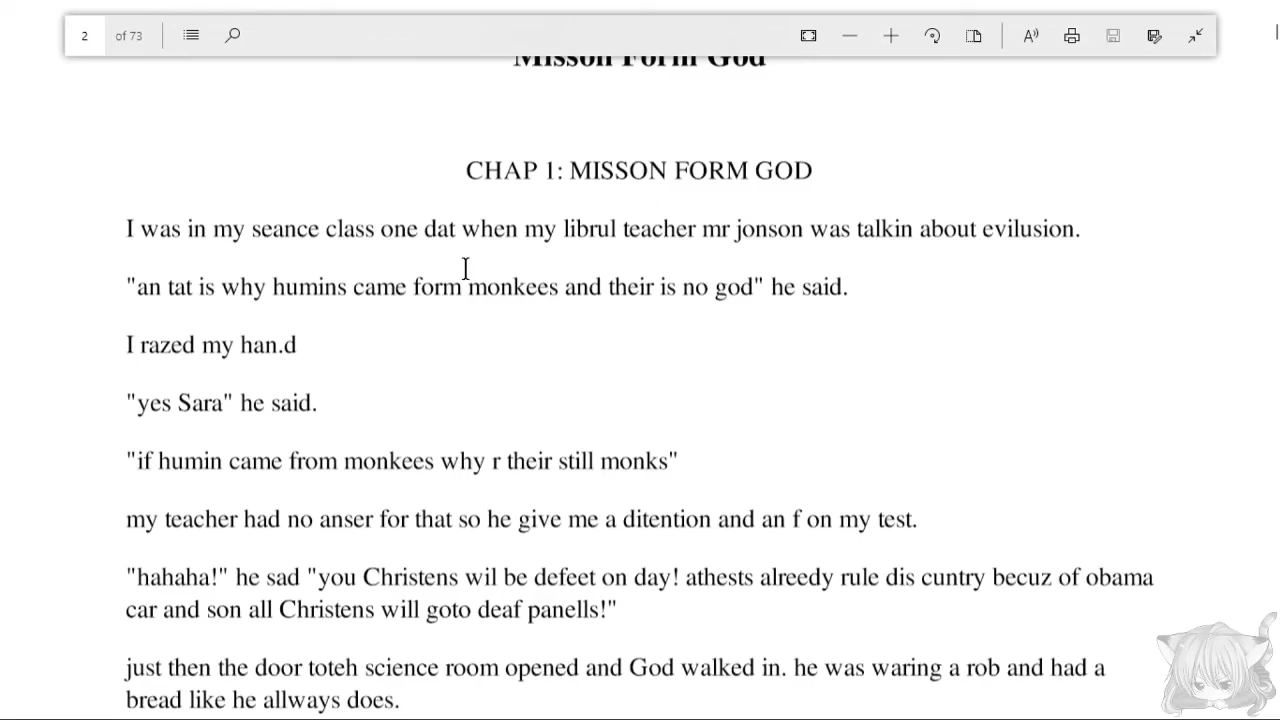 2 of 73
Misson Form God
CHAP 1: MISSON FORM GOD
I was in my seance class one dat when my librul teacher mr jonson was talkin about evilusion.
"an tat is why humins came form monkees and their is no god" he said.
I razed my han.d
"yes Sara" he said.
"if humin came from monkees why r their still monks"
my teacher had no anser for that so he give me a ditention and an f on my test.
"hahaha!" he sad "you Christens wil be defeet on day! athests alreedy rule dis cuntry becuz of obama
car and son all Christens will goto deaf panells!"
just then the door toteh science room opened and God walked in. he was waring a rob and had a
bread like he allways does.